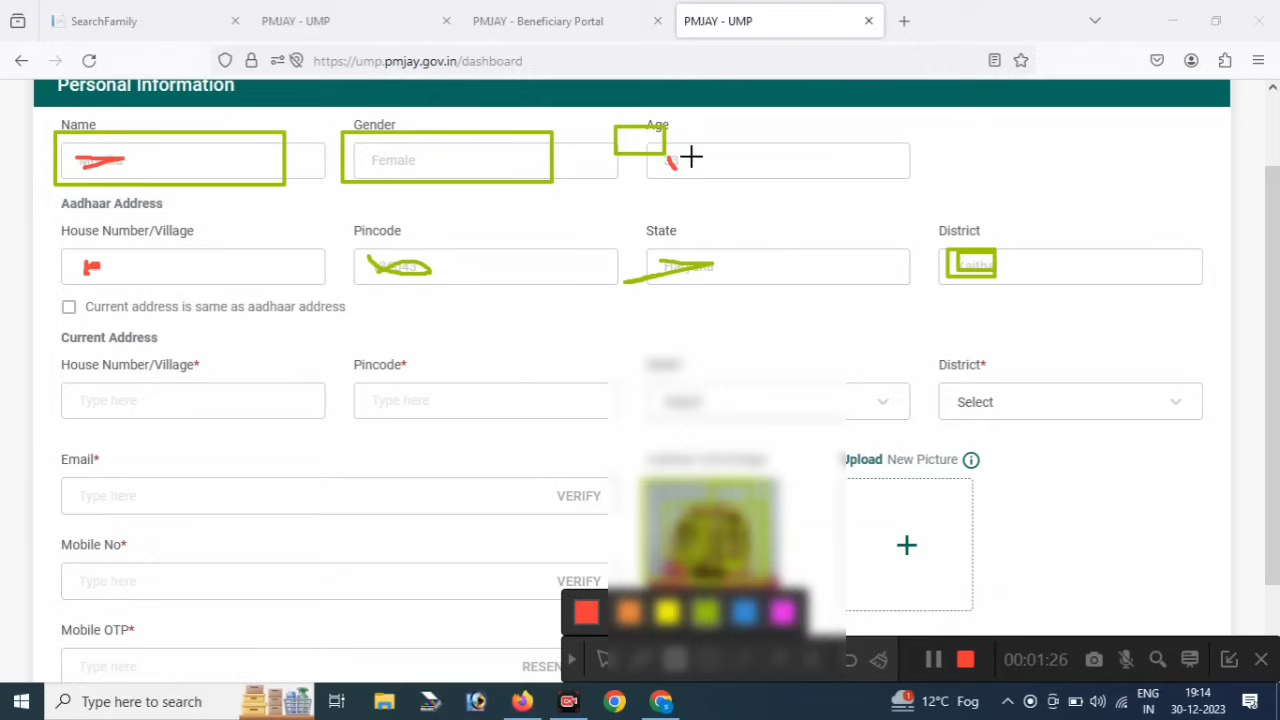 SearchFamily
PMJAY - UMP
PMJAY - Beneficiary Portal
PMJAY - UMP
https://ump.pmjay.gov.in/dashboard
Personal Information
Name
Gender
Age
Female
Aadhaar Address
House Number/Village
Pincode
State
District
Haryana
Current address is same as aadhaar address
Current Address
House Number/Village*
Pincode*
District*
Type here
Type here
Select
Email*
Upload New Picture
Type here
VERIFY
Mobile No*
Type here
VERIFY
Mobile OTP*
Type here
RESEN
00:01:26
Type here to search
1
12°C Fog
ENG
IN
19:14
30-12-2023